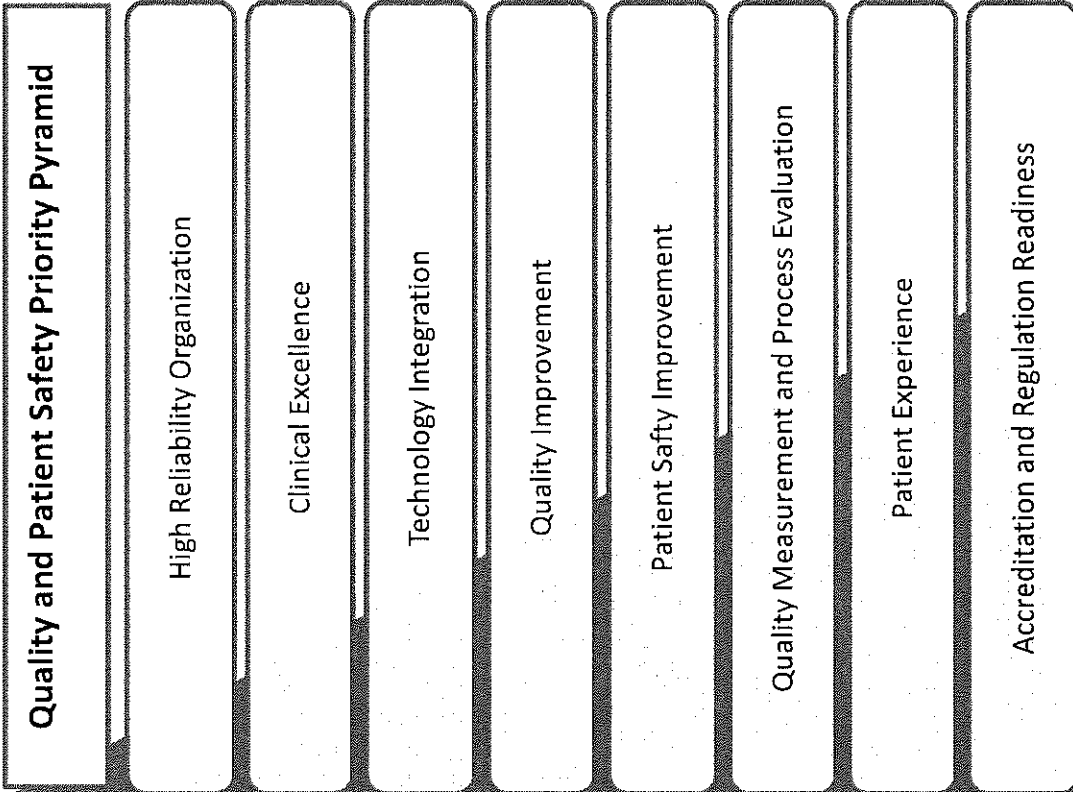 Quality and Patient Safety Priority Pyramid
High Reliability Organization
Clinical Excellence
Technology Integration
Quality Improvement
Patient Safty Improvement
Quality Measurement and Process Evaluation
Patient Experience
Accreditation and Regulation Readiness